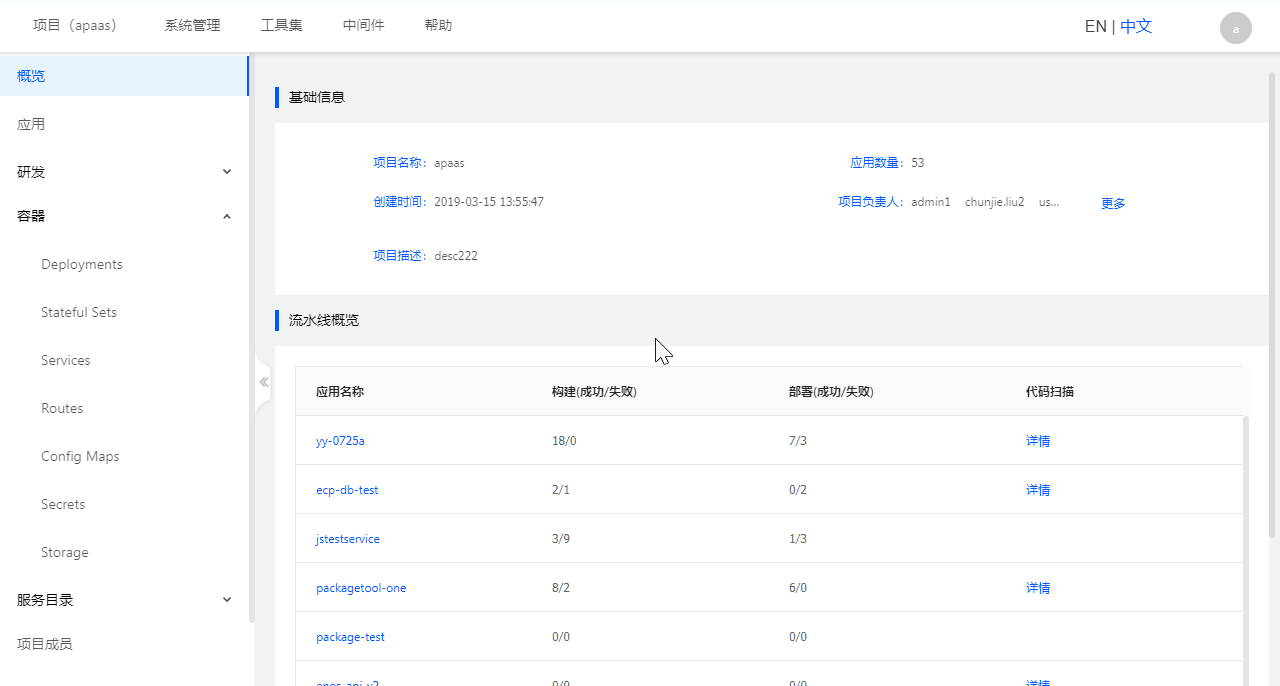 项目（apaas） 系统管理 工具集 中间件 帮助 EN | 中文 a
概览
应用
研发
容器
Deployments
Stateful Sets
Services
Routes
Config Maps
Secrets
Storage
服务目录
项目成员
基础信息
项目名称： apaas 应用数量： 53
创建时间： 2019-03-15 13:55:47 项目负责人： admin1 chunjie.liu2 us... 更多
项目描述： desc222
流水线概览
应用名称 构建(成功/失败) 部署(成功/失败) 代码扫描
yy-0725a 18/0 7/3 详情
ecp-db-test 2/1 0/2 详情
jstestservice 3/9 1/3
packagetool-one 8/2 6/0 详情
package-test 0/0 0/0
0/0 0/0 详情